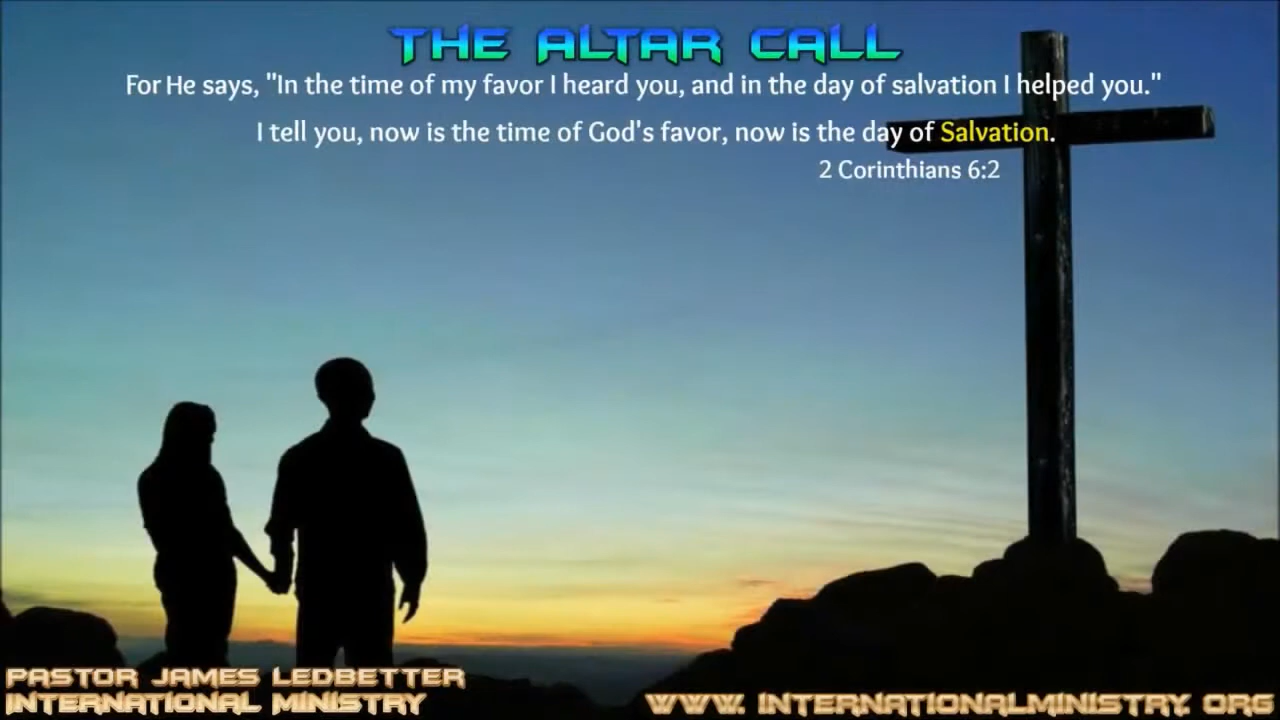 THE ALTAR CALL
For He says, "In the time of my favor I heard you, and in the day of salvation I helped you."
I tell you, now is the time of God's favor, now is the day of Salvation.
2 Corinthians 6:2
PASTOR JAMES LEDBETTER
INTERNATIONAL MINISTRY
WWW. INTERNATIONALMINISTRY. ORG